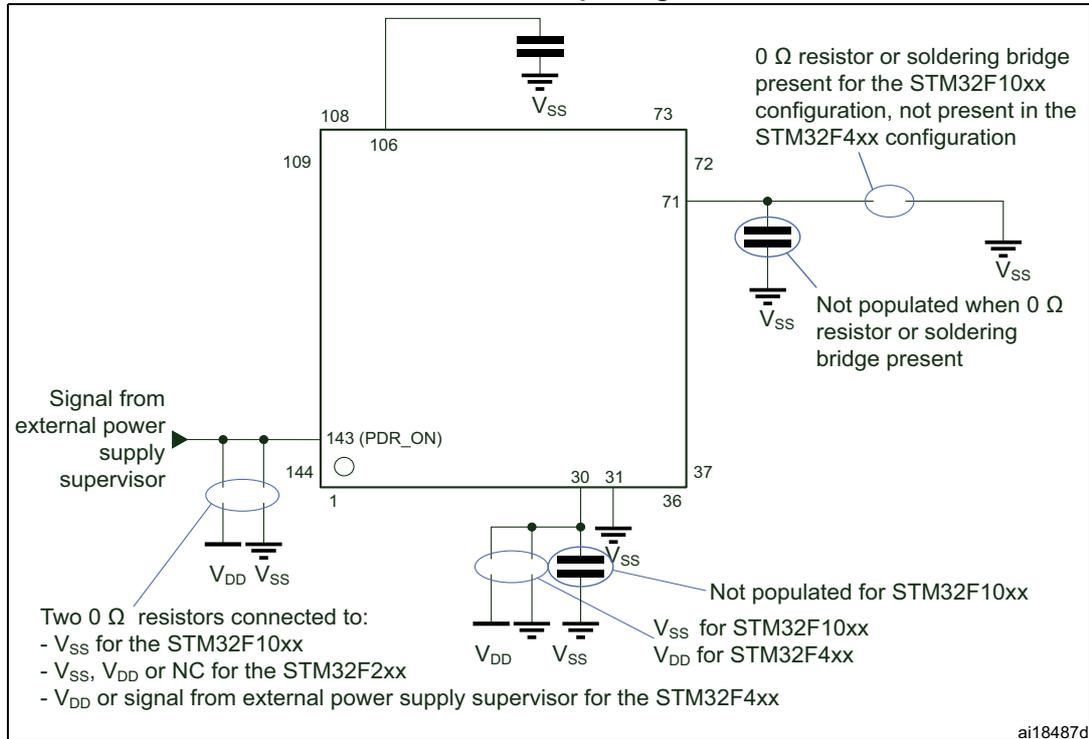 V_SS
0 Ω resistor or soldering bridge
present for the STM32F10xx
configuration, not present in the
STM32F4xx configuration
108
73
106
109
72
71
V_SS
V_SS
Not populated when 0 Ω
resistor or soldering
bridge present
Signal from
external power
supply
supervisor
143 (PDR_ON)
144
30
31
37
1
36
V_SS
V_DD
V_SS
Not populated for STM32F10xx
V_SS for STM32F10xx
V_DD for STM32F4xx
V_DD
V_SS
Two 0 Ω resistors connected to:
- V_SS for the STM32F10xx
- V_SS, V_DD or NC for the STM32F2xx
- V_DD or signal from external power supply supervisor for the STM32F4xx
ai18487d